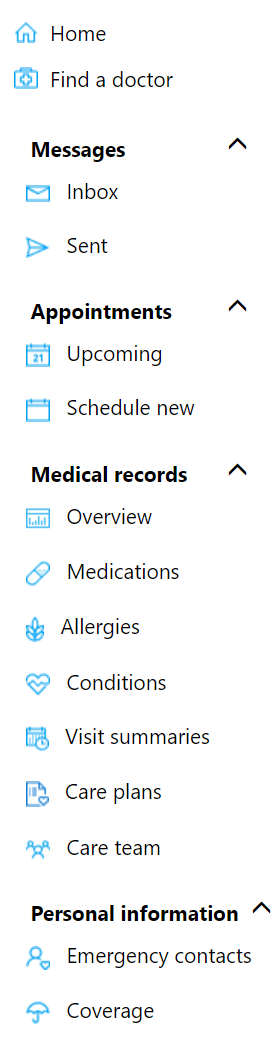 Home
Find a doctor
Messages
Inbox
Sent
Appointments
21
Upcoming
Schedule new
Medical records
Overview
Medications
Allergies
Conditions
Visit summaries
Care plans
Care team
Personal information
Emergency contacts
Coverage